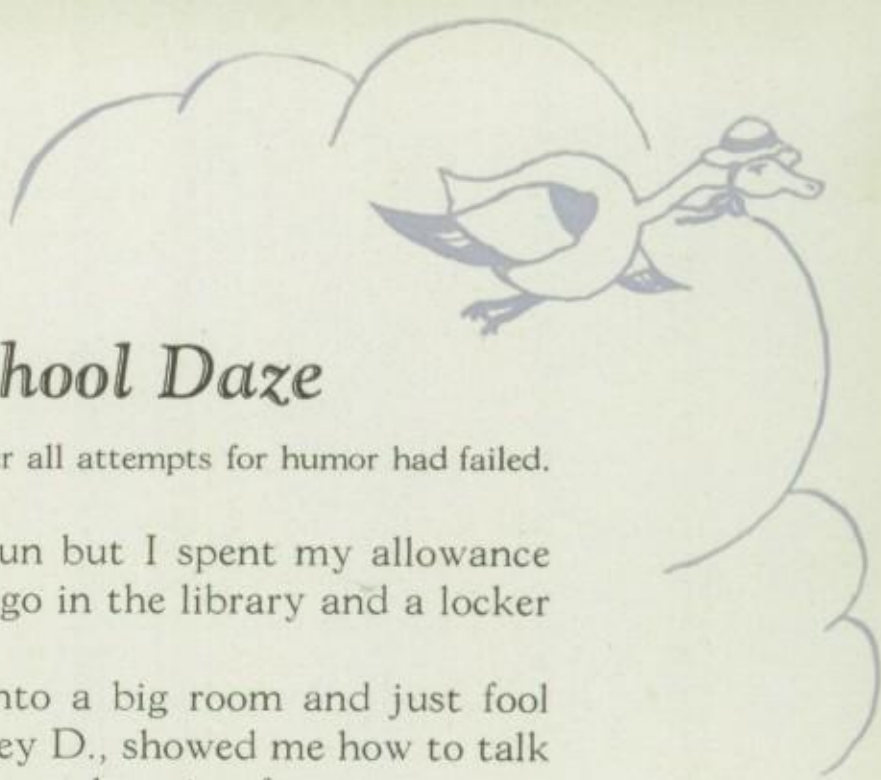 hool Daze
r all attempts for humor had failed.
un but I spent my allowance
go in the library and a locker
nto a big room and just fool
ey D., showed me how to talk